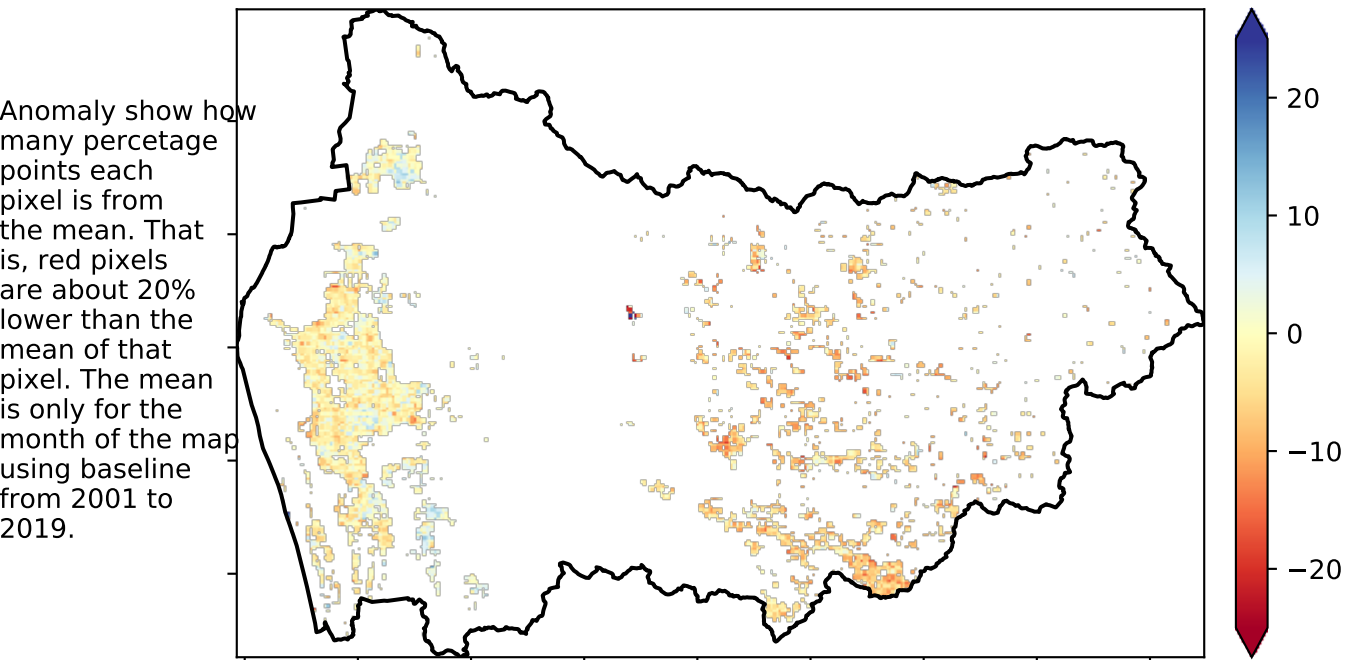 Anomaly show how
many percetage
points each
pixel is from
the mean. That
is, red pixels
are about 20%
lower than the
mean of that
pixel. The mean
is only for the
month of the map
using baseline
from 2001 to
2019.
20
10
0
−10
−20